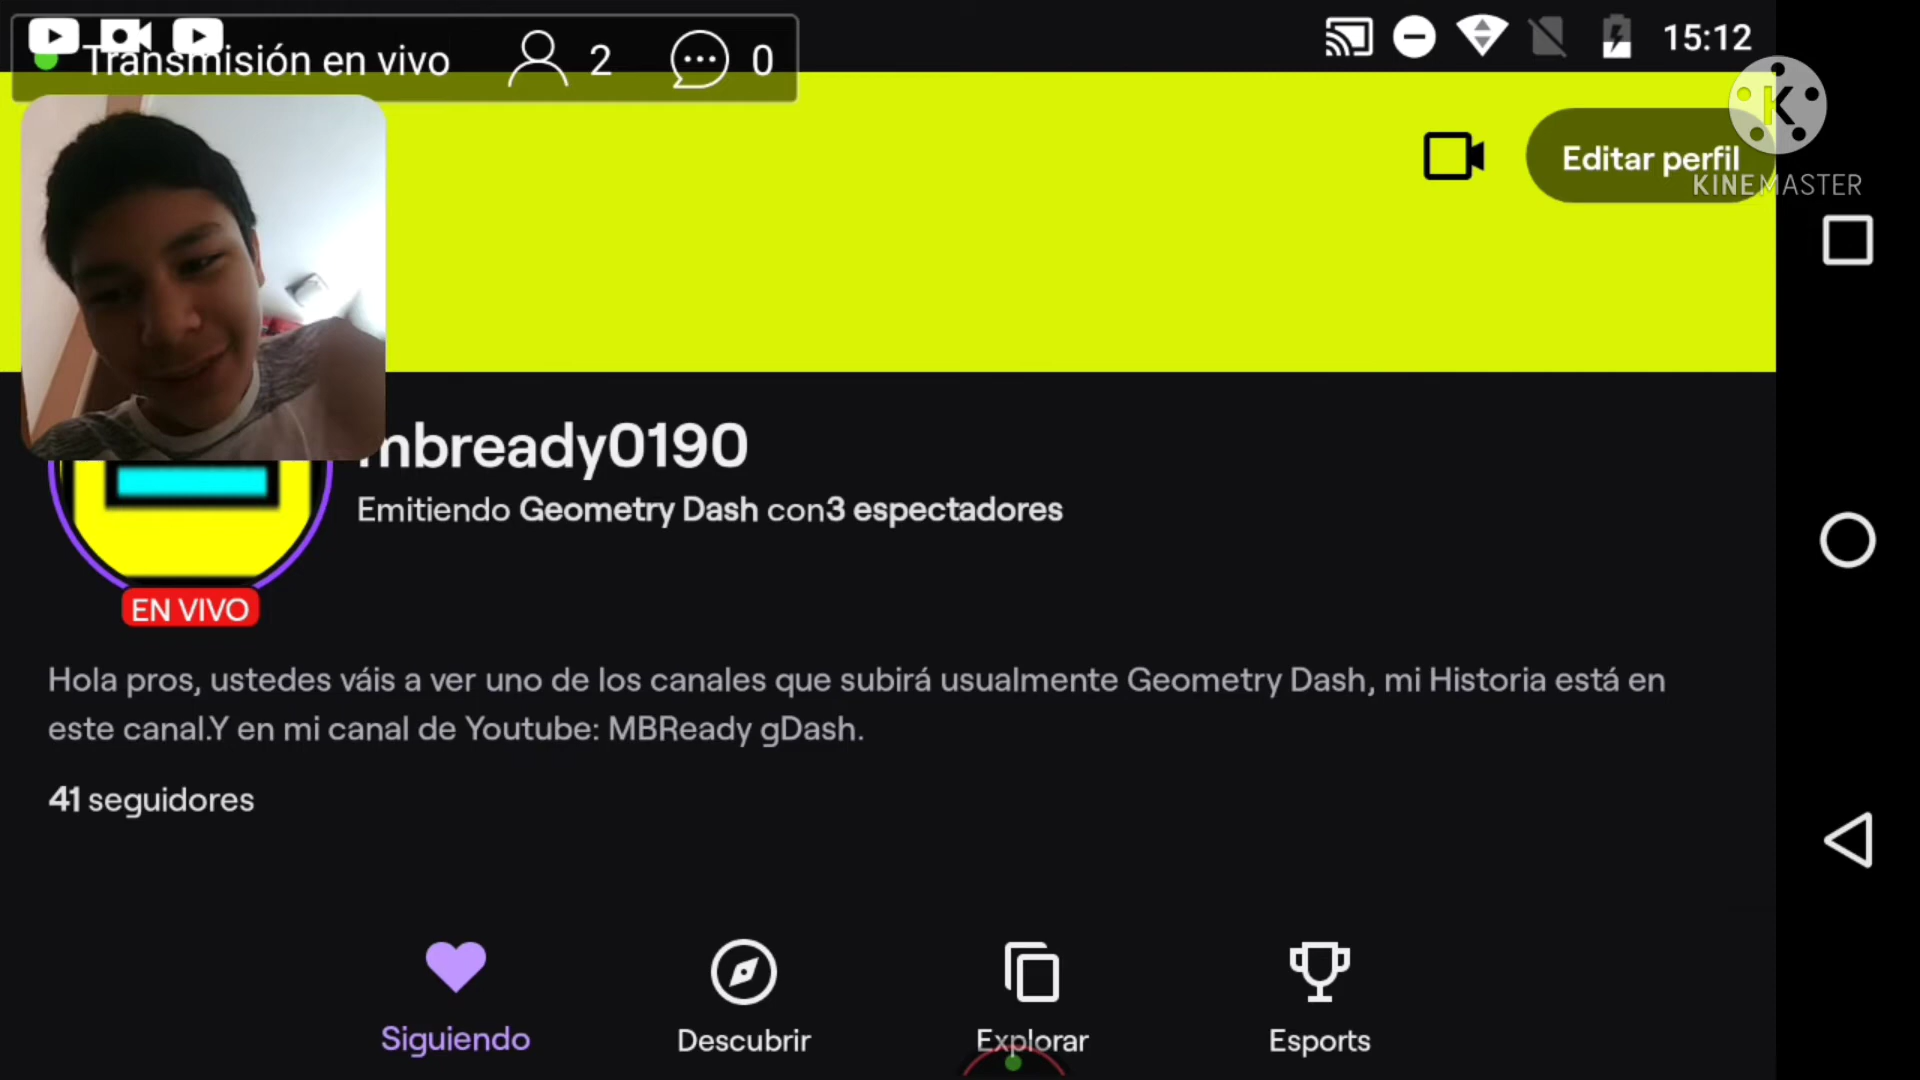 15:12
Transmisión en vivo 2 0
Editar perfil
KINEMASTER
mbready0190
Emitiendo Geometry Dash con3 espectadores
EN VIVO
Hola pros, ustedes váis a ver uno de los canales que subirá usualmente Geometry Dash, mi Historia está en
este canal.Y en mi canal de Youtube: MBReady gDash.
41 seguidores
Siguiendo Descubrir Explorar Esports